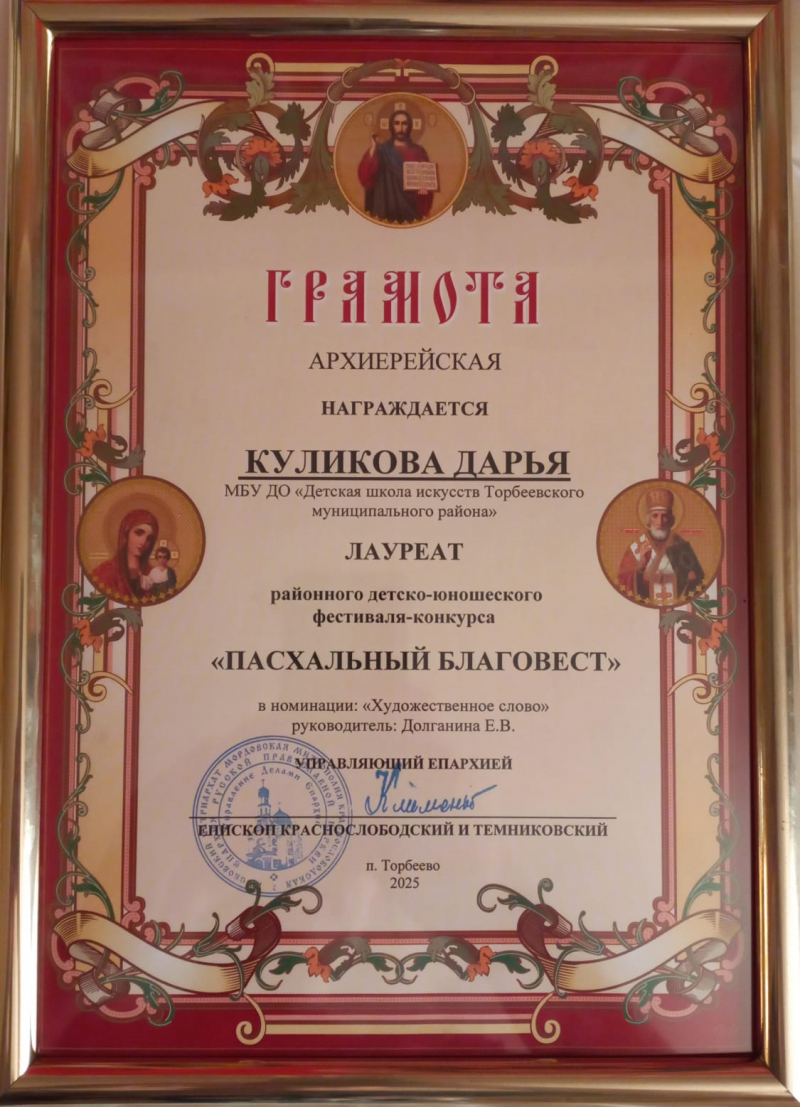 ГРАМОТА
АРХИЕРЕЙСКАЯ
НАГРАЖДАЕТСЯ
КУЛИКОВА ДАРЬЯ
МБУ ДО «Детская школа искусств Торбеевского
муниципального района»
ЛАУРЕАТ
районного детско-юношеского
фестиваля-конкурса
«ПАСХАЛЬНЫЙ БЛАГОВЕСТ»
в номинации: «Художественное слово»
руководитель: Долганина Е.В.
УПРАВЛЯЮЩИЙ ЕПАРХИЕЙ
Климентъ
ЕПИСКОП КРАСНОСЛОБОДСКИЙ И ТЕМНИКОВСКИЙ
п. Торбеево
2025